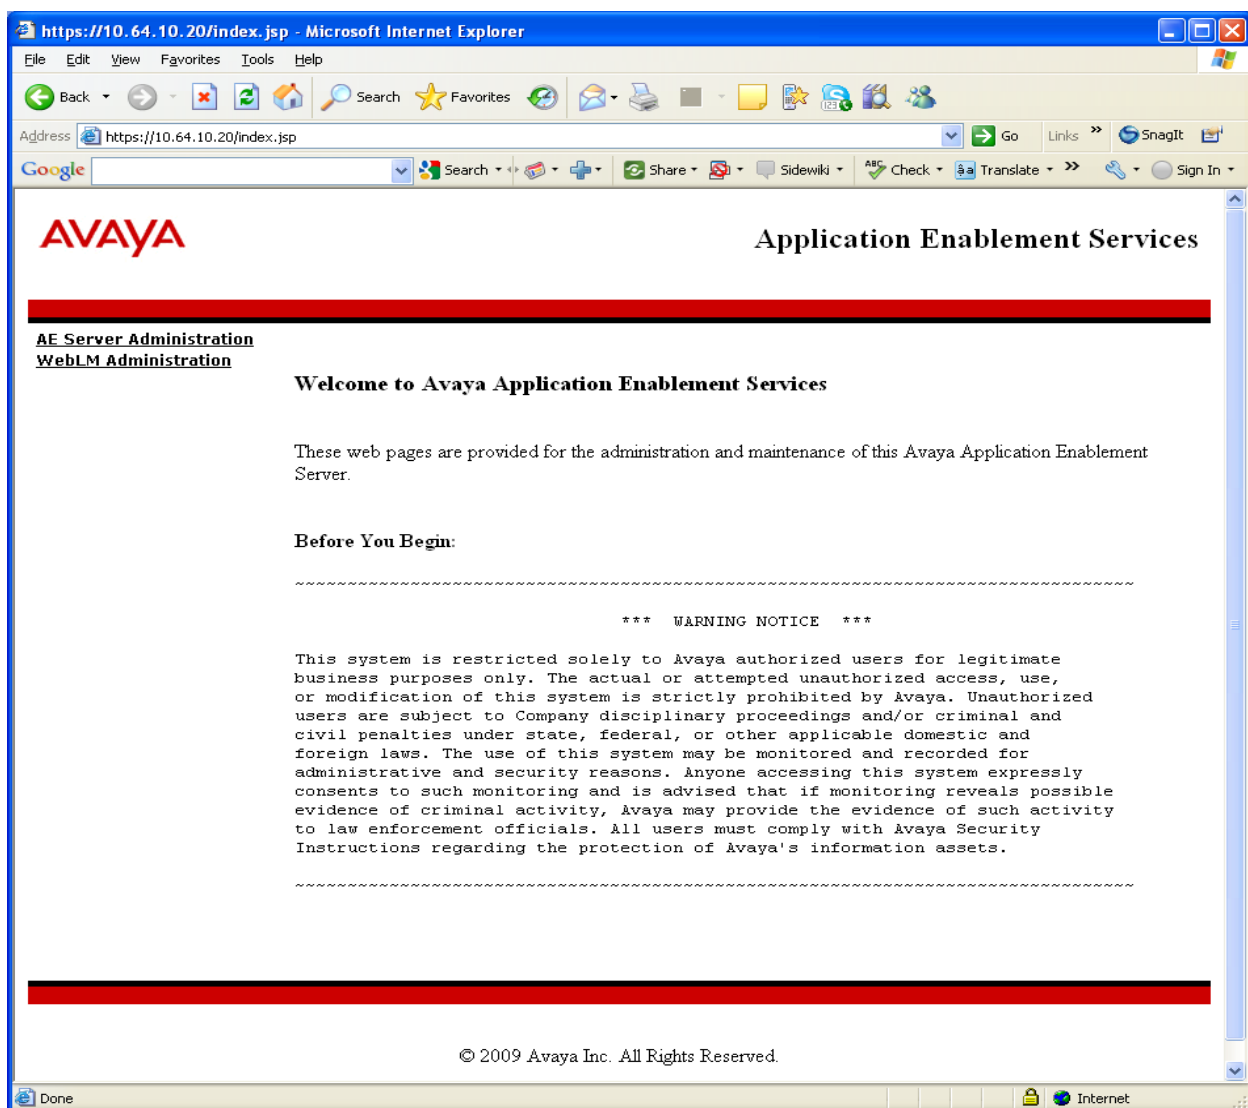 https://10.64.10.20/index.jsp - Microsoft Internet Explorer
File Edit View Favorites Tools Help
Back Search Favorites
Address https://10.64.10.20/index.jsp Go Links » SnagIt
Google Search Share Sidewiki ABC Check âa Translate » Sign In
AVAYA
Application Enablement Services
AE Server Administration
WebLM Administration
Welcome to Avaya Application Enablement Services
These web pages are provided for the administration and maintenance of this Avaya Application Enablement
Server.
Before You Begin:
~~~~~~~~~~~~~~~~~~~~~~~~~~~~~~~~~~~~~~~~~~~~~~~~~~~~~~~~~~~~~~~~~~~~~~~~~~~~~~~~
*** WARNING NOTICE ***
This system is restricted solely to Avaya authorized users for legitimate
business purposes only. The actual or attempted unauthorized access, use,
or modification of this system is strictly prohibited by Avaya. Unauthorized
users are subject to Company disciplinary proceedings and/or criminal and
civil penalties under state, federal, or other applicable domestic and
foreign laws. The use of this system may be monitored and recorded for
administrative and security reasons. Anyone accessing this system expressly
consents to such monitoring and is advised that if monitoring reveals possible
evidence of criminal activity, Avaya may provide the evidence of such activity
to law enforcement officials. All users must comply with Avaya Security
Instructions regarding the protection of Avaya's information assets.
~~~~~~~~~~~~~~~~~~~~~~~~~~~~~~~~~~~~~~~~~~~~~~~~~~~~~~~~~~~~~~~~~~~~~~~~~~~~~~~~
© 2009 Avaya Inc. All Rights Reserved.
Done Internet